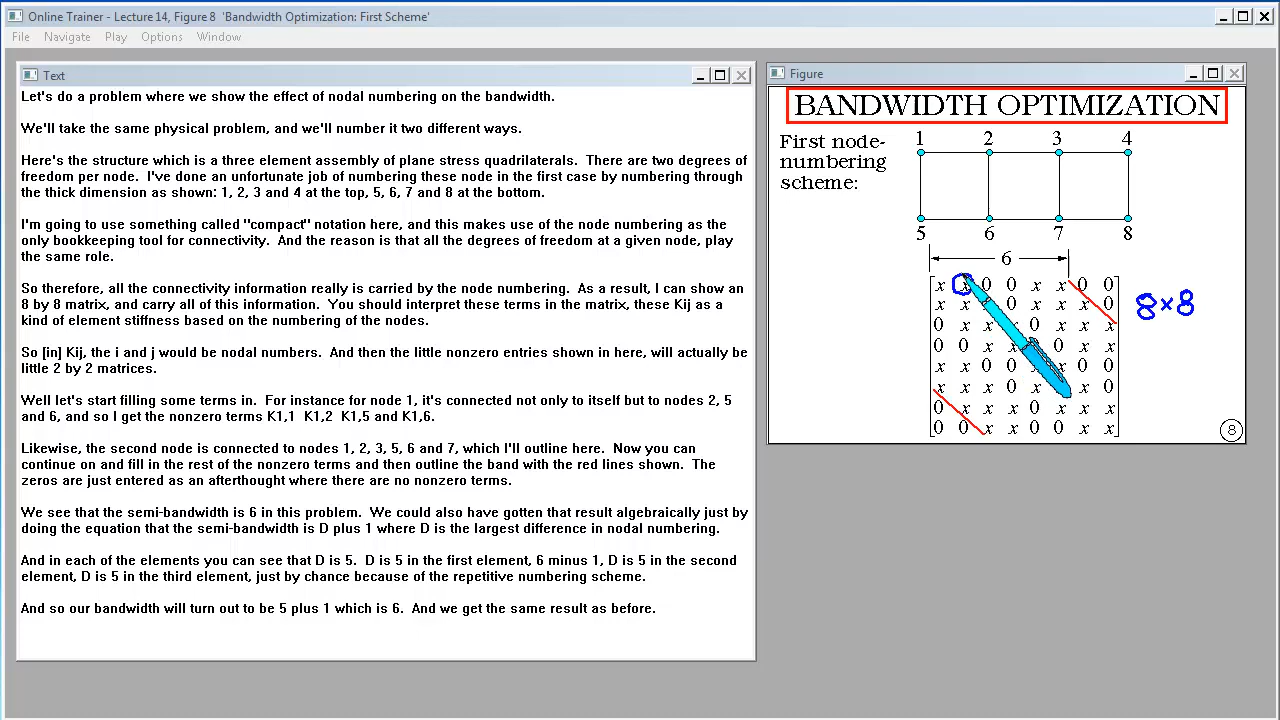 Online Trainer - Lecture 14, Figure 8 'Bandwidth Optimization: First Scheme'
File Navigate Play Options Window
Text
Let's do a problem where we show the effect of nodal numbering on the bandwidth.
We'll take the same physical problem, and we'll number it two different ways.
Here's the structure which is a three element assembly of plane stress quadrilaterals. There are two degrees of
freedom per node. I've done an unfortunate job of numbering these node in the first case by numbering through
the thick dimension as shown: 1, 2, 3 and 4 at the top, 5, 6, 7 and 8 at the bottom.
I'm going to use something called "compact" notation here, and this makes use of the node numbering as the
only bookkeeping tool for connectivity. And the reason is that all the degrees of freedom at a given node, play
the same role.
So therefore, all the connectivity information really is carried by the node numbering. As a result, I can show an
8 by 8 matrix, and carry all of this information. You should interpret these terms in the matrix, these Kij as a
kind of element stiffness based on the numbering of the nodes.
So [in] Kij, the i and j would be nodal numbers. And then the little nonzero entries shown in here, will actually be
little 2 by 2 matrices.
Well let's start filling some terms in. For instance for node 1, it's connected not only to itself but to nodes 2, 5
and 6, and so I get the nonzero terms K1,1 K1,2 K1,5 and K1,6.
Likewise, the second node is connected to nodes 1, 2, 3, 5, 6 and 7, which I'll outline here. Now you can
continue on and fill in the rest of the nonzero terms and then outline the band with the red lines shown. The
zeros are just entered as an afterthought where there are no nonzero terms.
We see that the semi-bandwidth is 6 in this problem. We could also have gotten that result algebraically just by
doing the equation that the semi-bandwidth is D plus 1 where D is the largest difference in nodal numbering.
And in each of the elements you can see that D is 5. D is 5 in the first element, 6 minus 1, D is 5 in the second
element, D is 5 in the third element, just by chance because of the repetitive numbering scheme.
And so our bandwidth will turn out to be 5 plus 1 which is 6. And we get the same result as before.
Figure
BANDWIDTH OPTIMIZATION
First node-
numbering
scheme:
1 2 3 4
5 6 7 8
6
x x 0 0 x x 0 0
x x 0 x x x 0
0 x x x 0 x x x
0 0 x x 0 x x
x x 0 0 x 0 0
x x x 0 x x 0
0 x x x 0 x x x
0 0 x x 0 0 x x
8×8
8